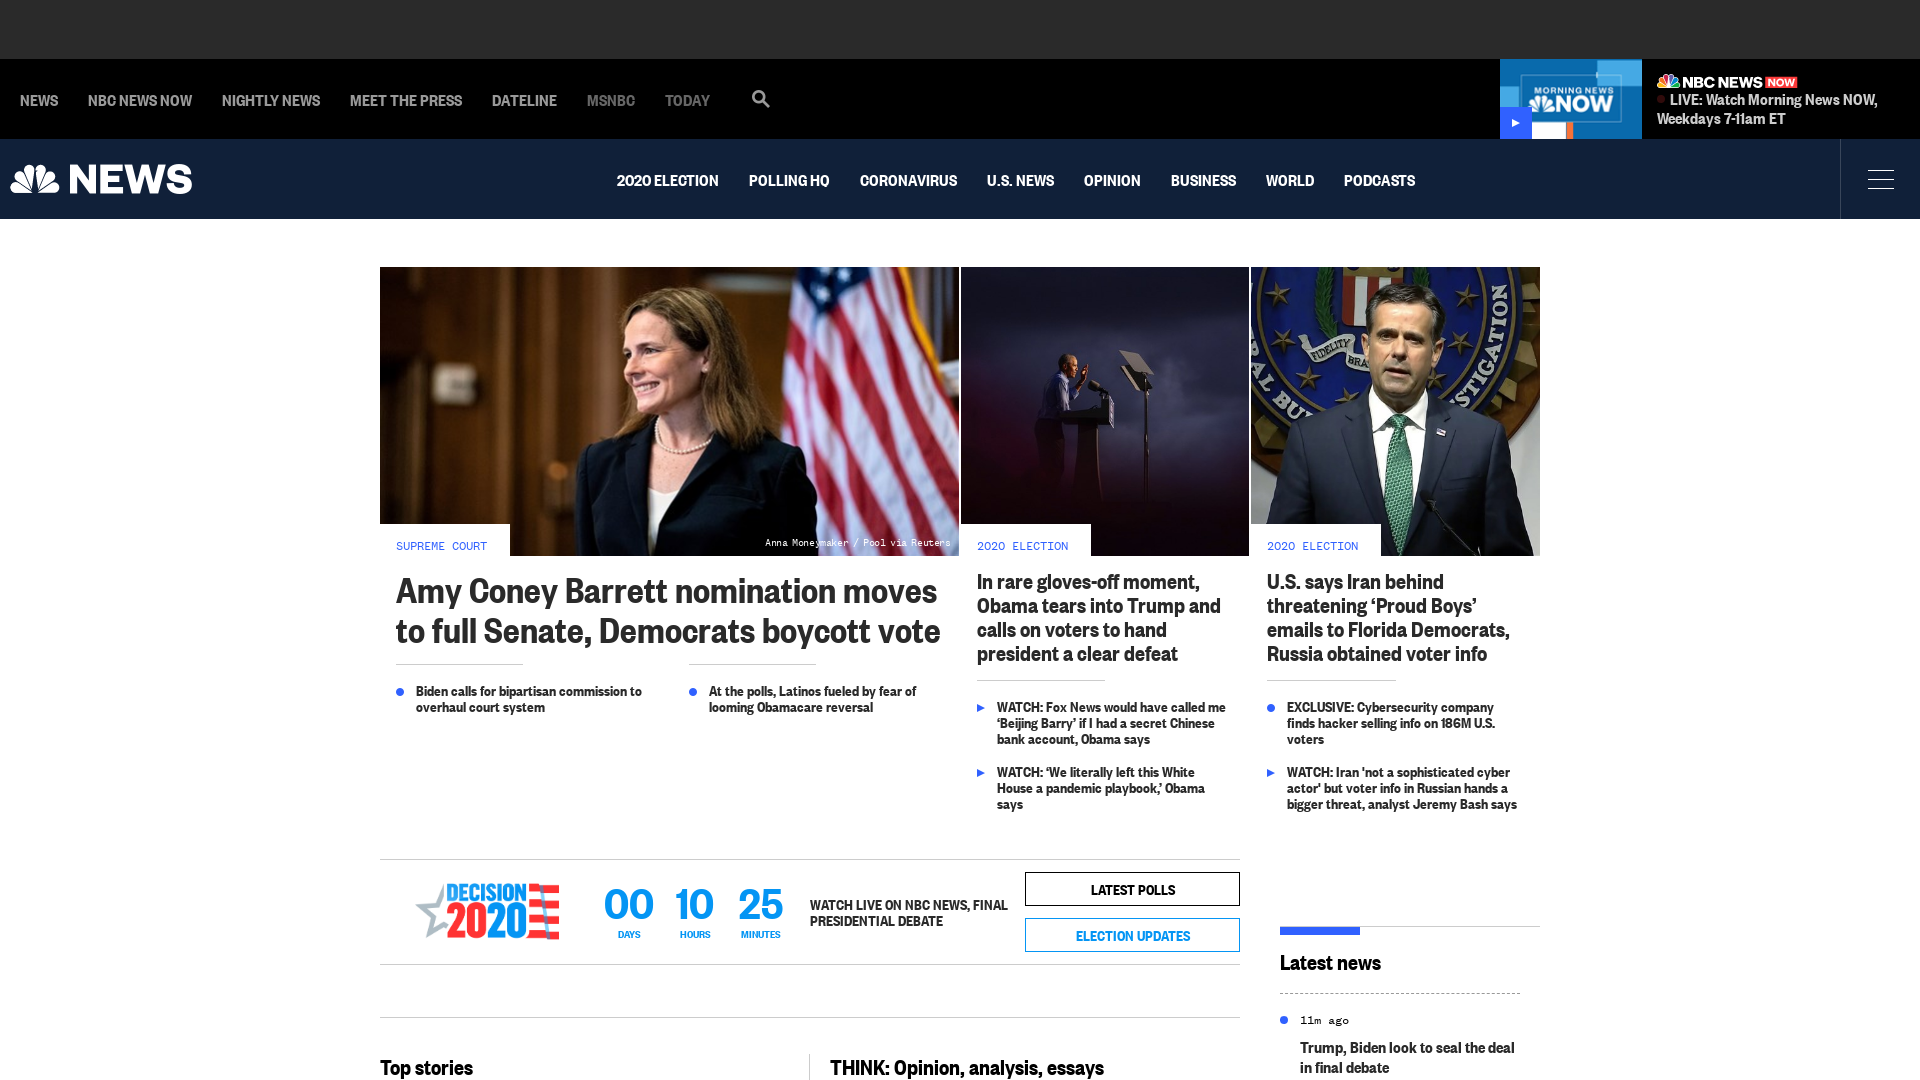 NEWS
NBC NEWS NOW
NIGHTLY NEWS
MEET THE PRESS
DATELINE
MSNBC
TODAY
MORNING NEWS
NOW
NBC NEWS NOW
LIVE: Watch Morning News NOW,
Weekdays 7-11am ET
NEWS
2020 ELECTION
POLLING HQ
CORONAVIRUS
U.S. NEWS
OPINION
BUSINESS
WORLD
PODCASTS
SUPREME COURT
Anna Moneymaker / Pool via Reuters
Amy Coney Barrett nomination moves
to full Senate, Democrats boycott vote
Biden calls for bipartisan commission to
overhaul court system
At the polls, Latinos fueled by fear of
looming Obamacare reversal
2020 ELECTION
In rare gloves-off moment,
Obama tears into Trump and
calls on voters to hand
president a clear defeat
WATCH: Fox News would have called me
‘Beijing Barry’ if I had a secret Chinese
bank account, Obama says
WATCH: ‘We literally left this White
House a pandemic playbook,’ Obama
says
FIDELITY
2020 ELECTION
U.S. says Iran behind
threatening ‘Proud Boys’
emails to Florida Democrats,
Russia obtained voter info
EXCLUSIVE: Cybersecurity company
finds hacker selling info on 186M U.S.
voters
WATCH: Iran 'not a sophisticated cyber
actor' but voter info in Russian hands a
bigger threat, analyst Jeremy Bash says
DECISION
2020
00
DAYS
10
HOURS
25
MINUTES
WATCH LIVE ON NBC NEWS, FINAL
PRESIDENTIAL DEBATE
LATEST POLLS
ELECTION UPDATES
Latest news
11m ago
Trump, Biden look to seal the deal
in final debate
Top stories
THINK: Opinion, analysis, essays